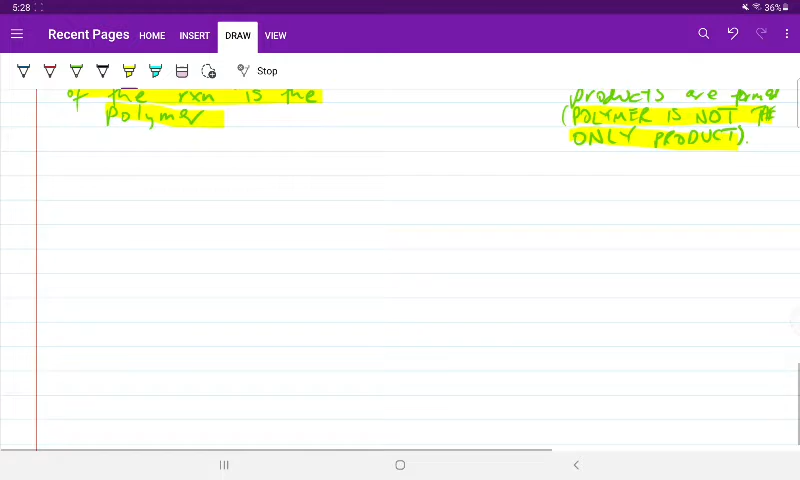 5:28
36%
Recent Pages HOME INSERT DRAW VIEW
Stop
of the rxn is the
Polymer
products are formed
(POLYMER IS NOT THE
ONLY PRODUCT).